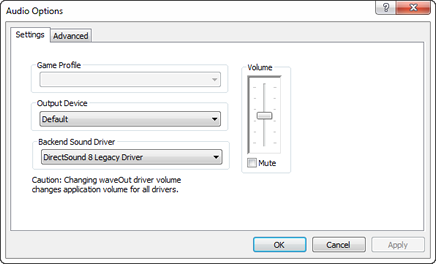 Audio Options
Settings
Advanced
Game Profile
Output Device
Default
Backend Sound Driver
DirectSound 8 Legacy Driver
Caution: Changing waveOut driver volume
changes application volume for all drivers.
Volume
Mute
OK
Cancel
Apply